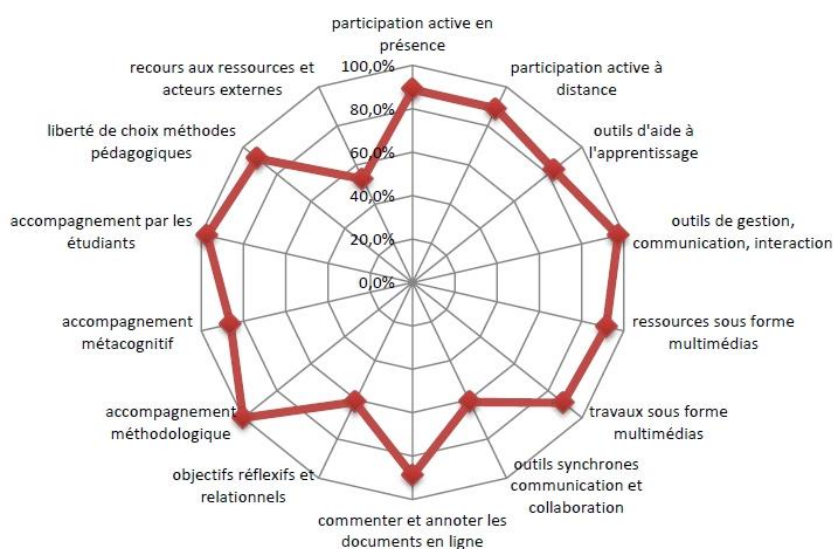 participation active en
présence
participation active à
distance
outils d'aide à
l'apprentissage
outils de gestion,
communication, interaction
ressources sous forme
multimédias
travaux sous forme
multimédias
outils synchrones
communication et
collaboration
commenter et annoter les
documents en ligne
objectifs réflexifs et
relationnels
accompagnement
méthodologique
accompagnement
métacognitif
accompagnement par les
étudiants
liberté de choix méthodes
pédagogiques
recours aux ressources et
acteurs externes
100,0%
80,0%
60,0%
40,0%
20,0%
0,0%